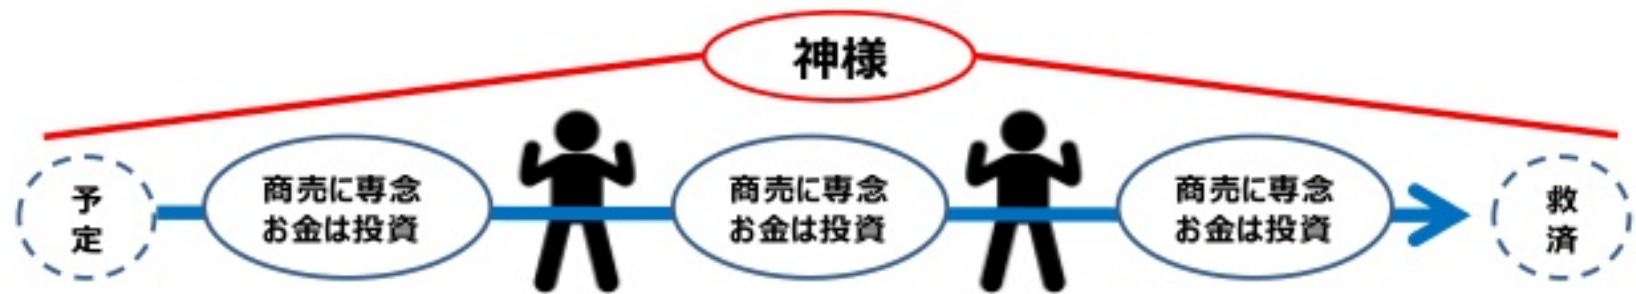 神様
予
定
商売に専念
お金は投資
商売に専念
お金は投資
商売に専念
お金は投資
救
済